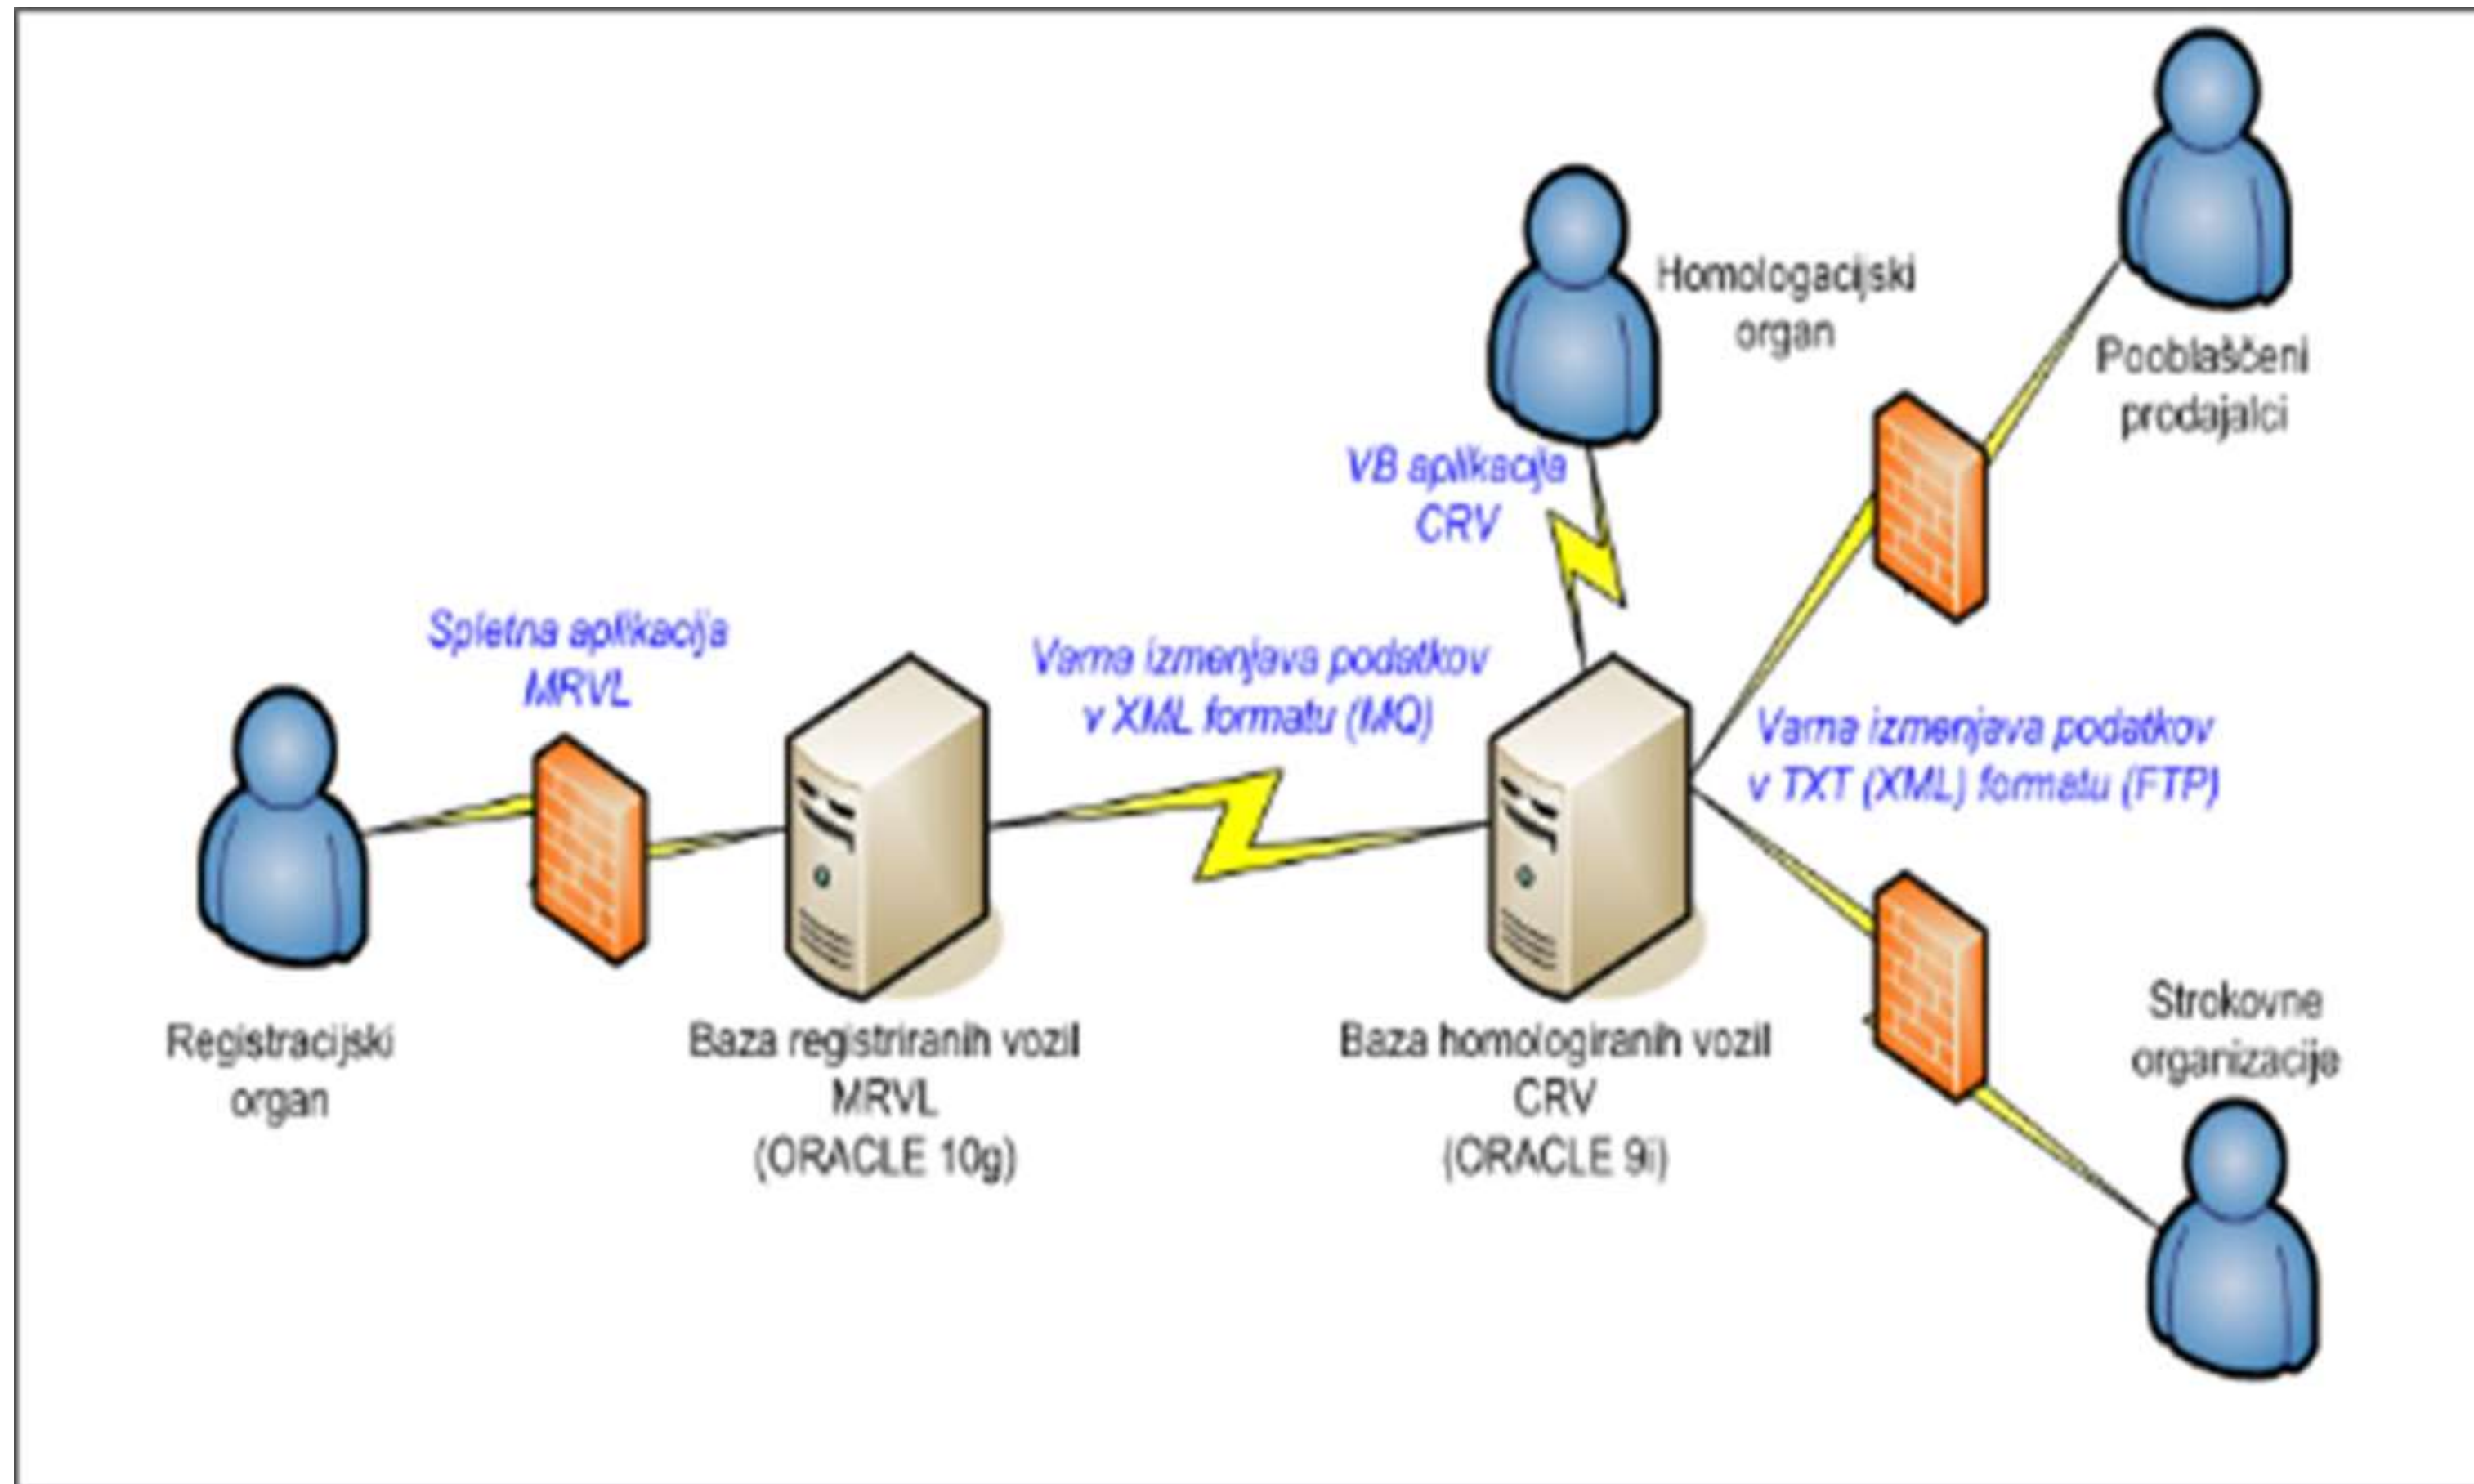 Homologacijski
organ
Pooblaščeni
prodajalci
VB aplikacija
CRV
Spletna aplikacija
MRVL
Varna izmenjava podatkov
v XML formatu (MQ)
Varna izmenjava podatkov
v TXT (XML) formatu (FTP)
Registracijski
organ
Baza registriranih vozil
MRVL
(ORACLE 10g)
Baza homologiranih vozil
CRV
(ORACLE 9i)
Strokovne
organizacije